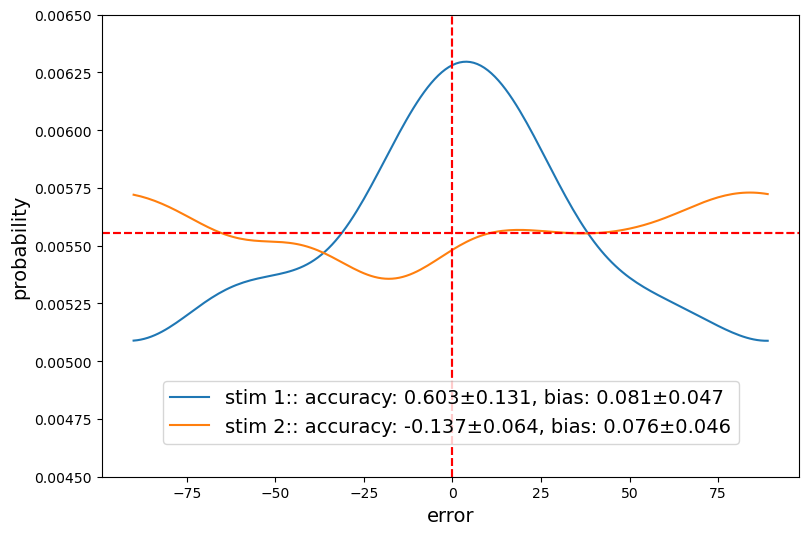 0.00650
0.00625
0.00600
0.00575
0.00550
0.00525
0.00500
0.00475
0.00450
probability
stim 1:: accuracy: 0.603±0.131, bias: 0.081±0.047
stim 2:: accuracy: -0.137±0.064, bias: 0.076±0.046
−75 −50 −25 0 25 50 75
error